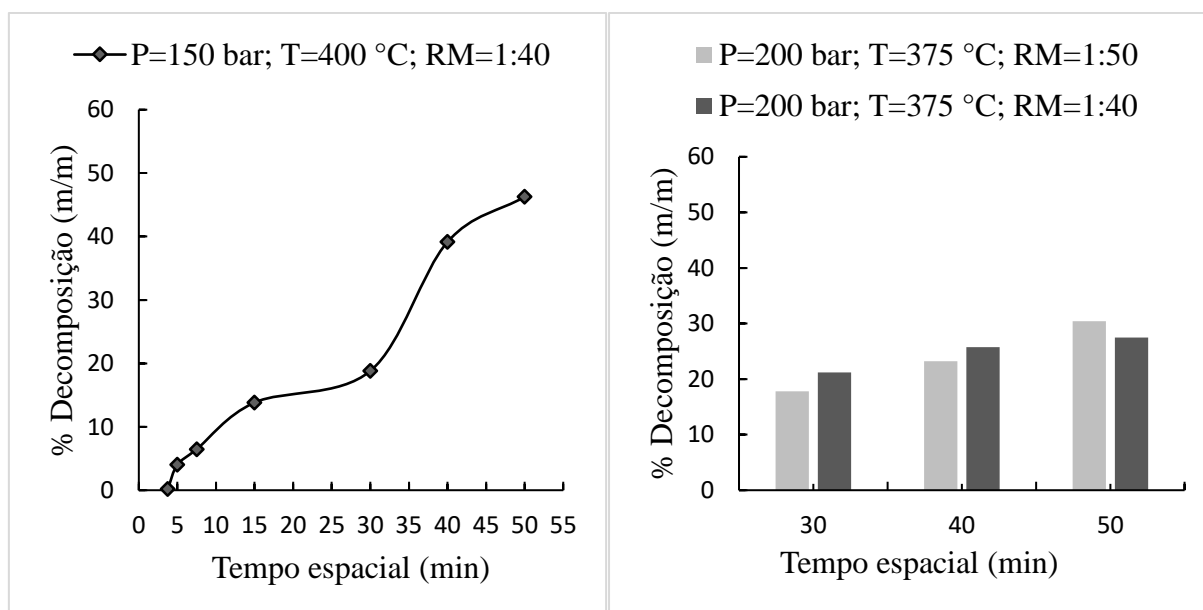 P=150 bar; T=400 °C; RM=1:40
60
50
40
30
20
10
0
% Decomposição (m/m)
0 5 10 15 20 25 30 35 40 45 50 55
Tempo espacial (min)
P=200 bar; T=375 °C; RM=1:50
P=200 bar; T=375 °C; RM=1:40
60
50
40
30
20
10
0
% Decomposição (m/m)
30 40 50
Tempo espacial (min)